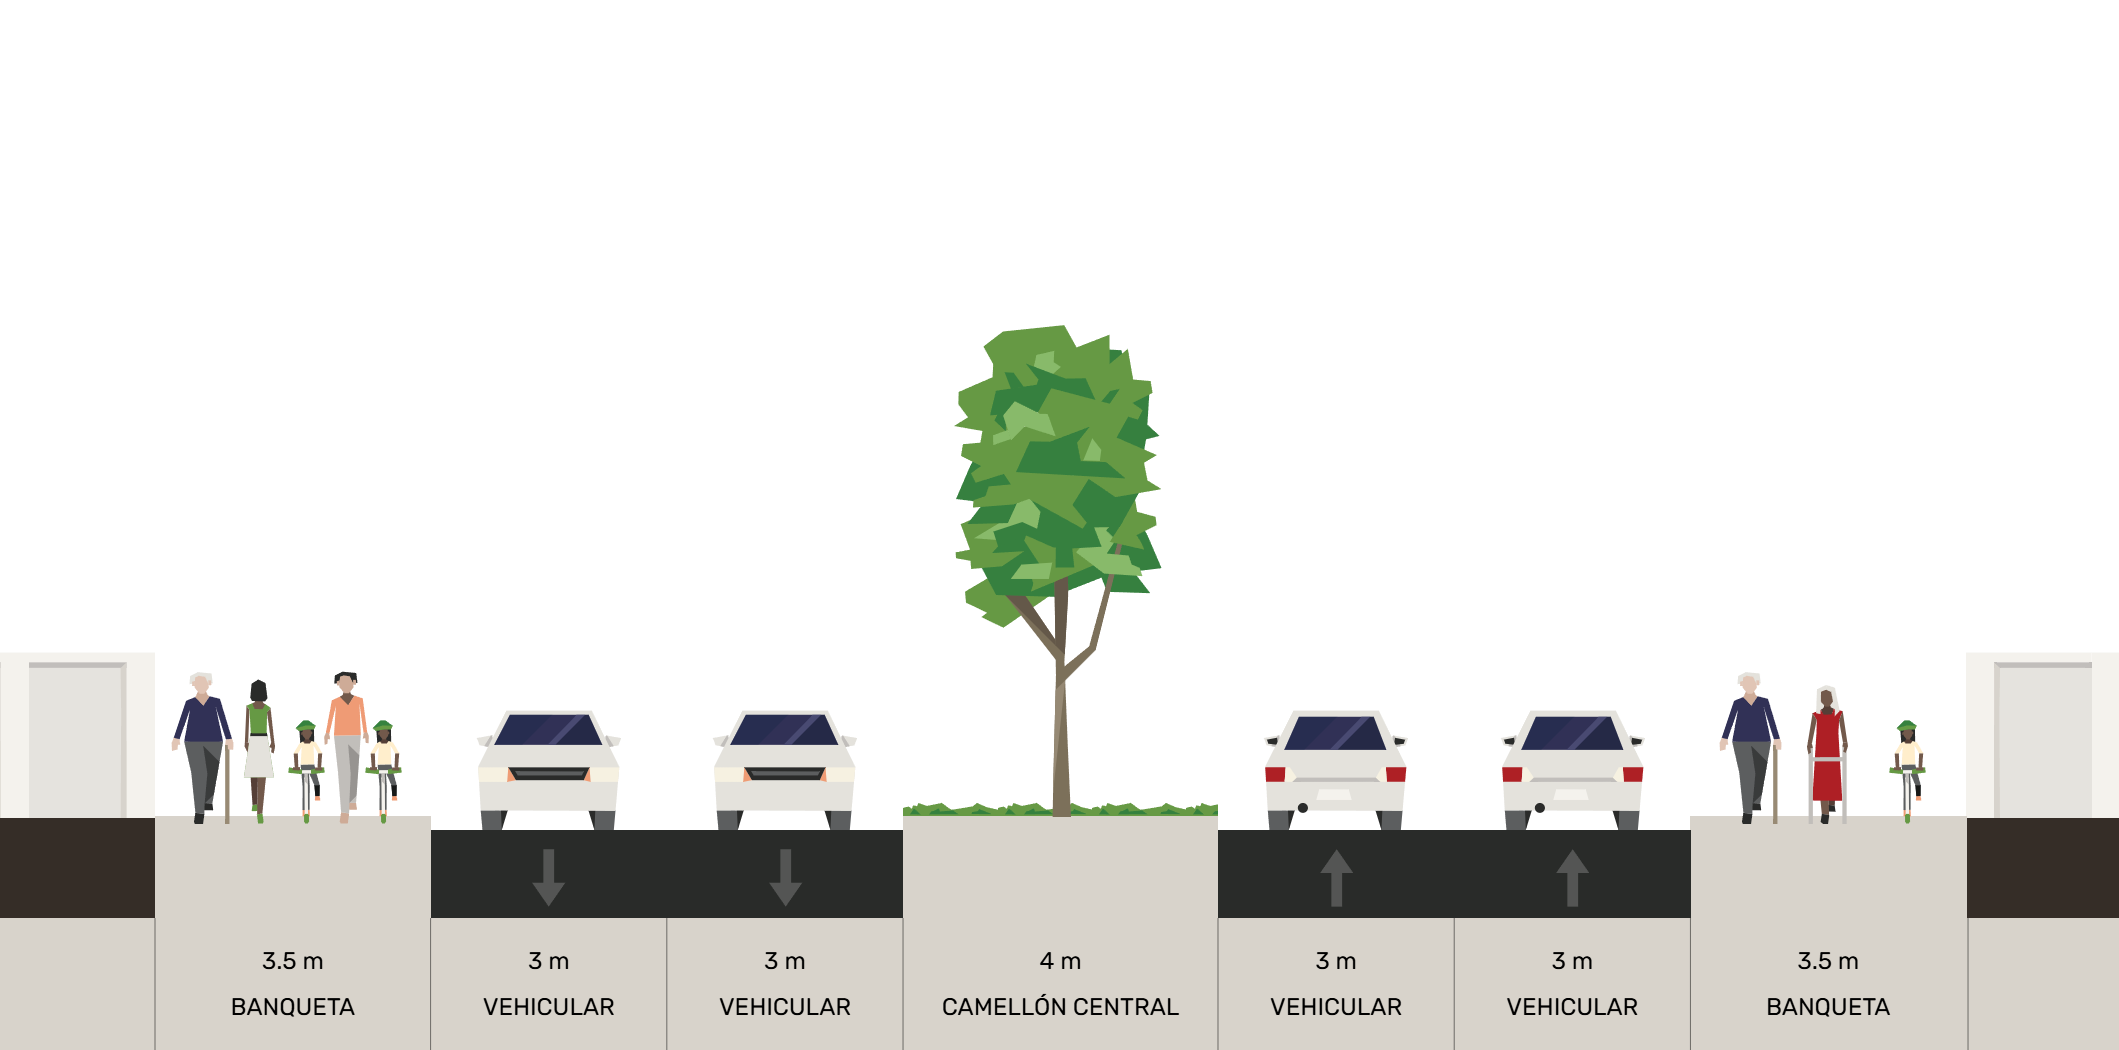 3.5 m
BANQUETA
3 m
VEHICULAR
3 m
VEHICULAR
4 m
CAMELLÓN CENTRAL
3 m
VEHICULAR
3 m
VEHICULAR
3.5 m
BANQUETA